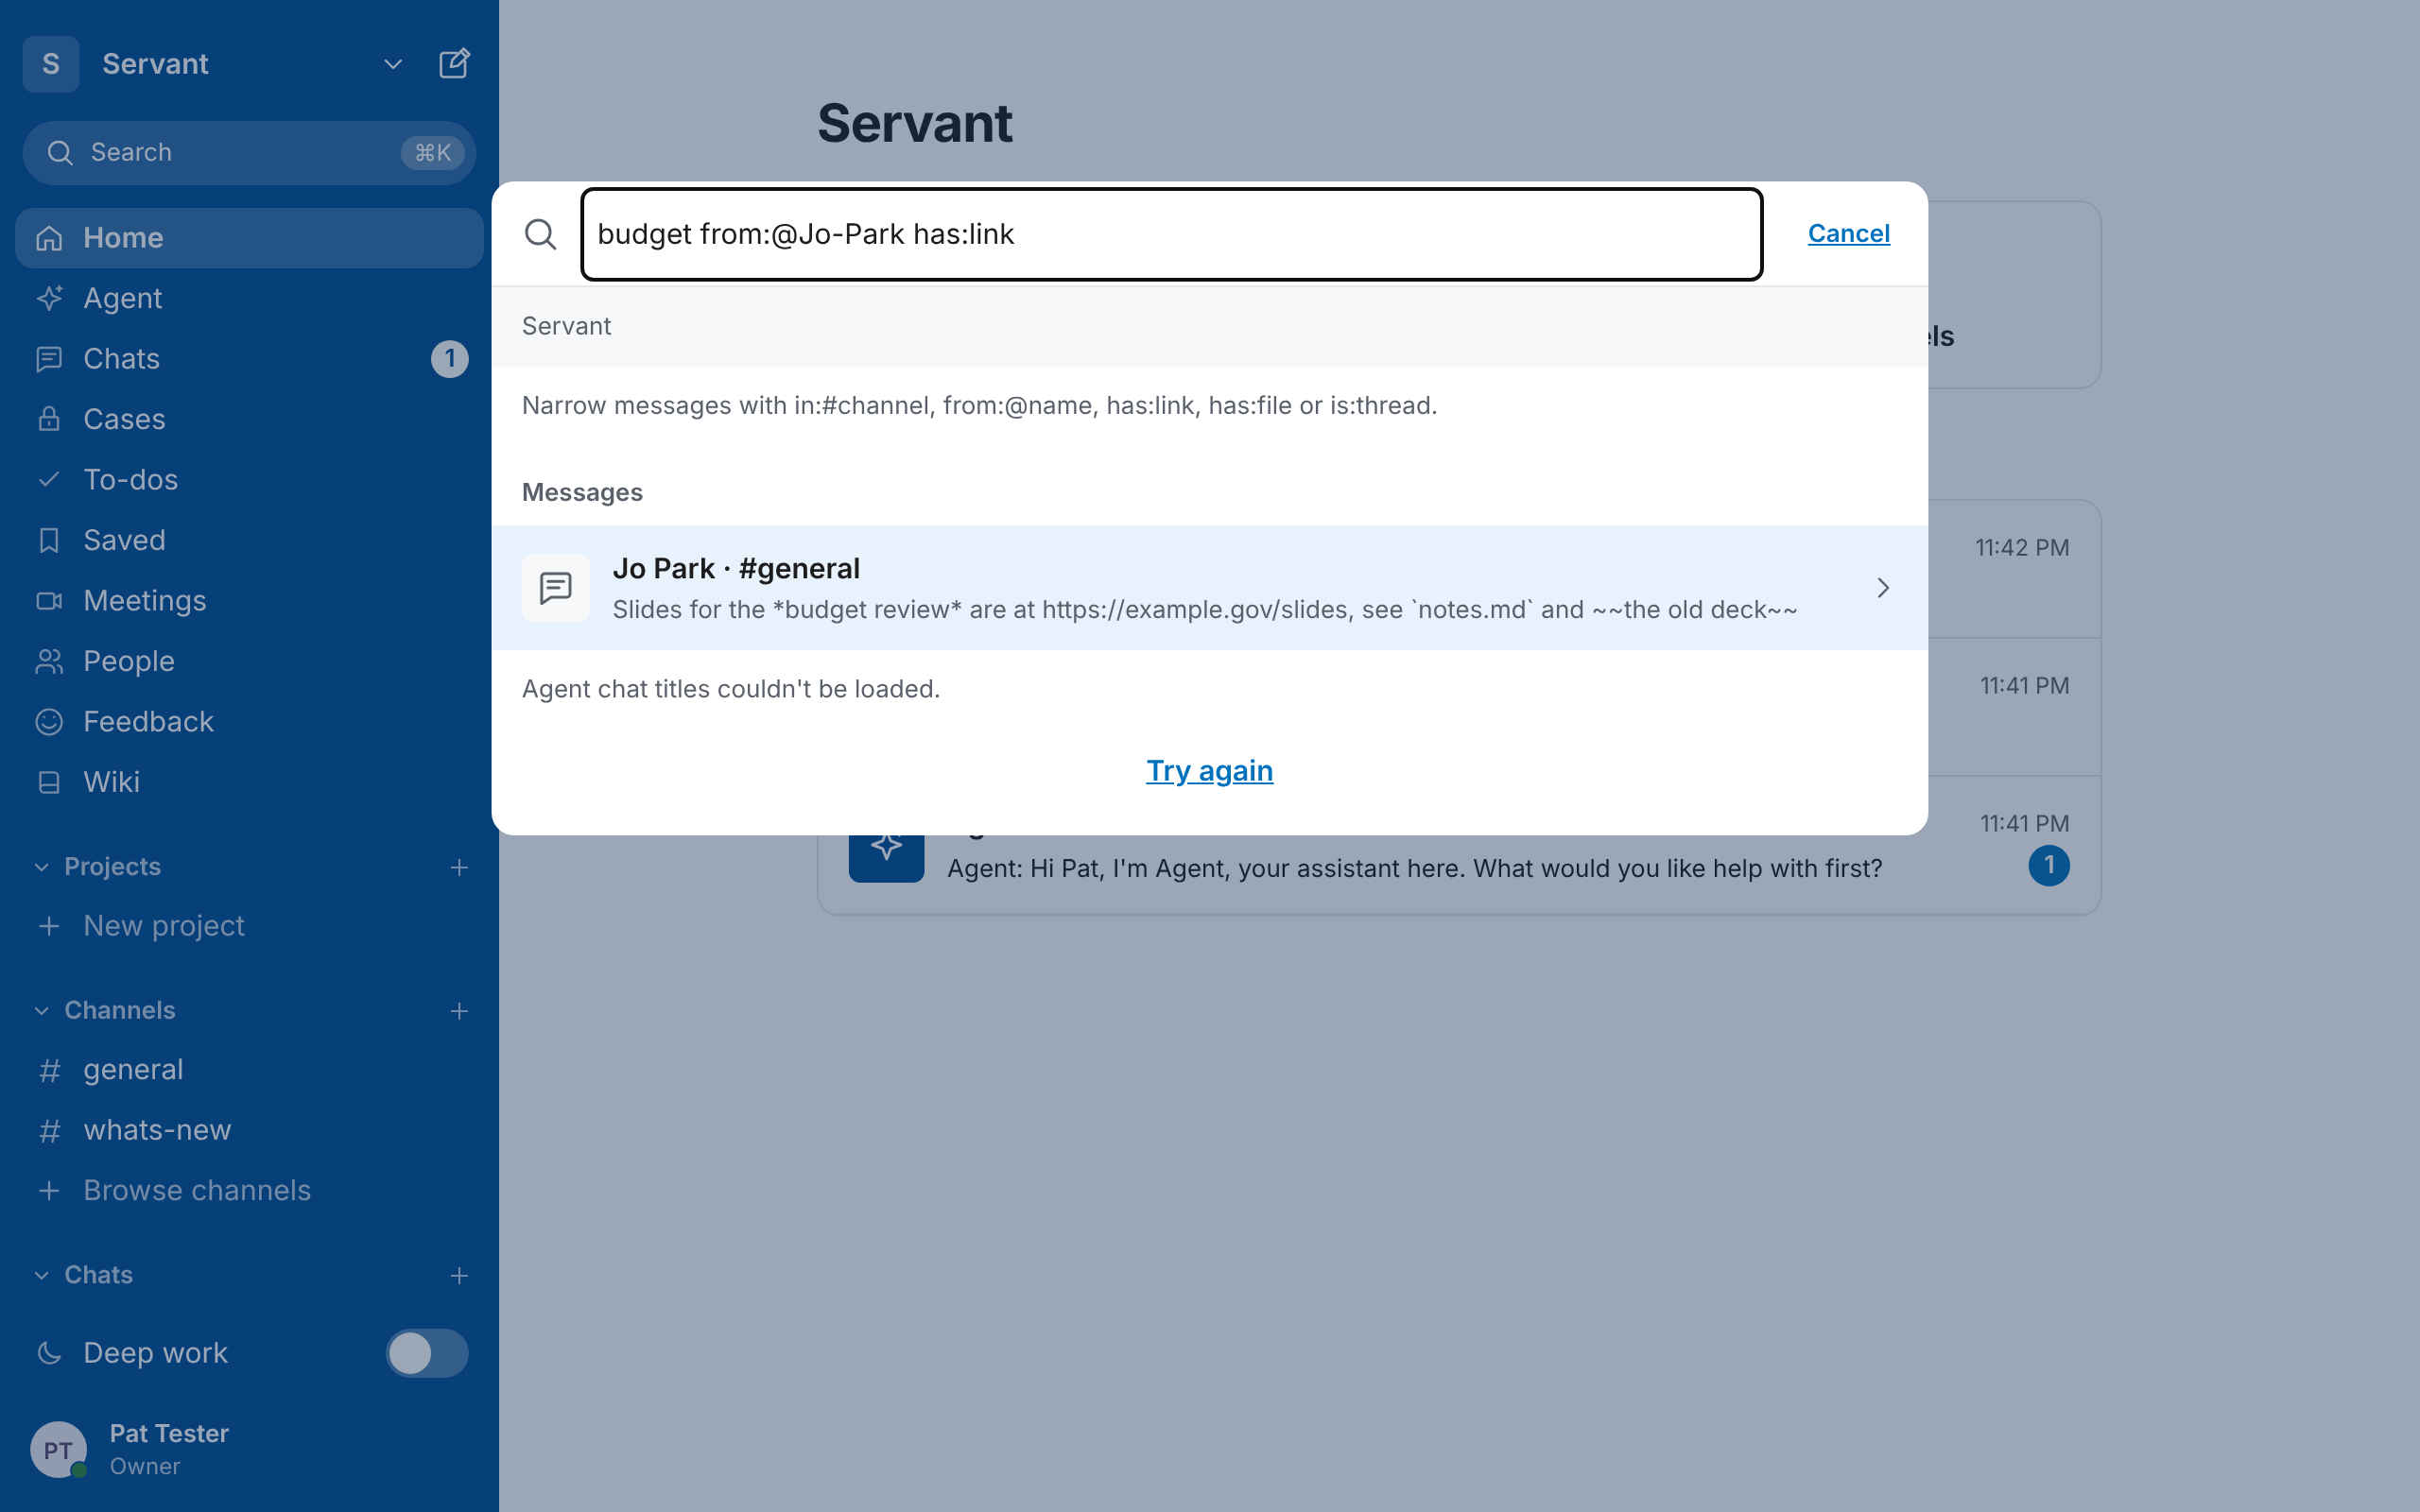 S
Servant
Search
⌘K
Home
Agent
Chats
1
Cases
To-dos
Saved
Meetings
People
Feedback
Wiki
Projects
New project
Channels
# general
# whats-new
Browse channels
Chats
Deep work
PT
Pat Tester
Owner
Servant
budget from:@Jo-Park has:link
Cancel
Servant
Narrow messages with in:#channel, from:@name, has:link, has:file or is:thread.
Messages
Jo Park · #general
Slides for the *budget review* are at https://example.gov/slides, see `notes.md` and ~~the old deck~~
Agent chat titles couldn't be loaded.
Try again
11:42 PM
11:41 PM
11:41 PM
Agent: Hi Pat, I'm Agent, your assistant here. What would you like help with first?
1